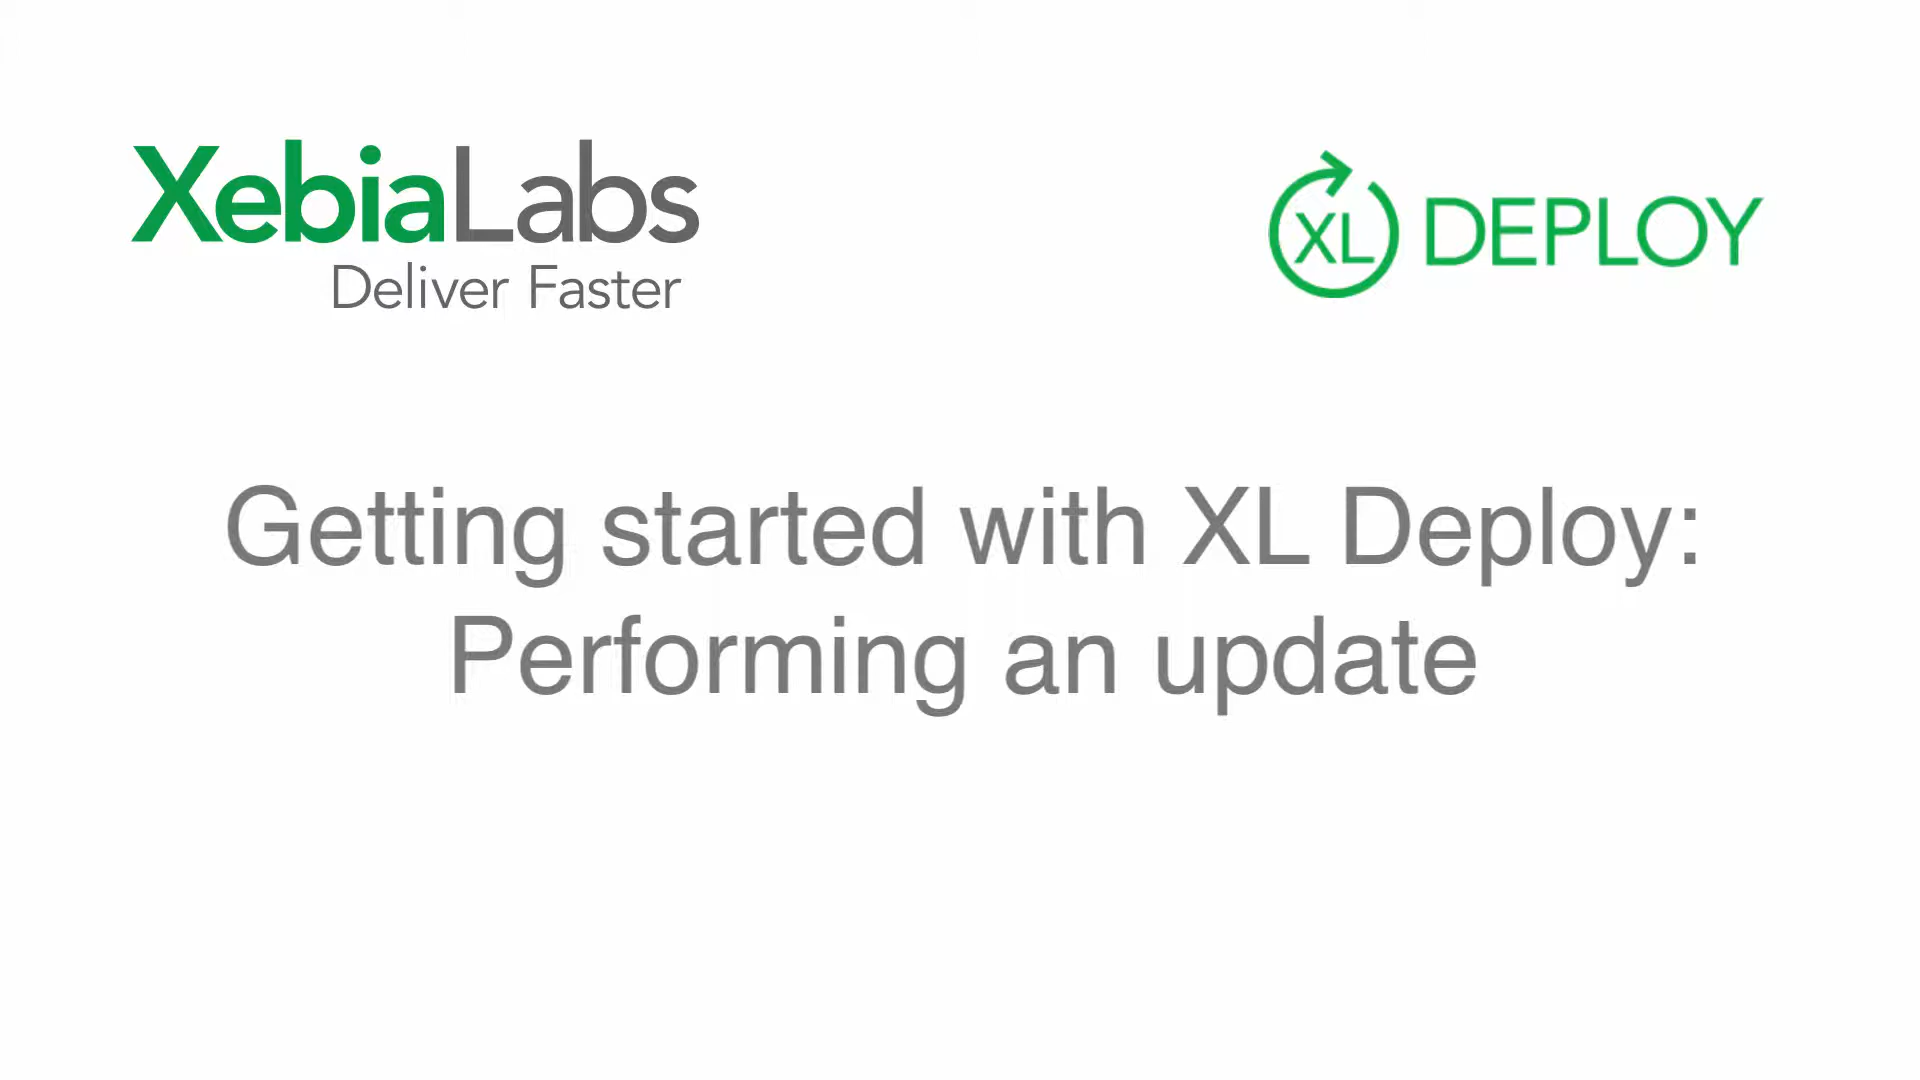 XebiaLabs
Deliver Faster
XL DEPLOY
Getting started with XL Deploy:
Performing an update